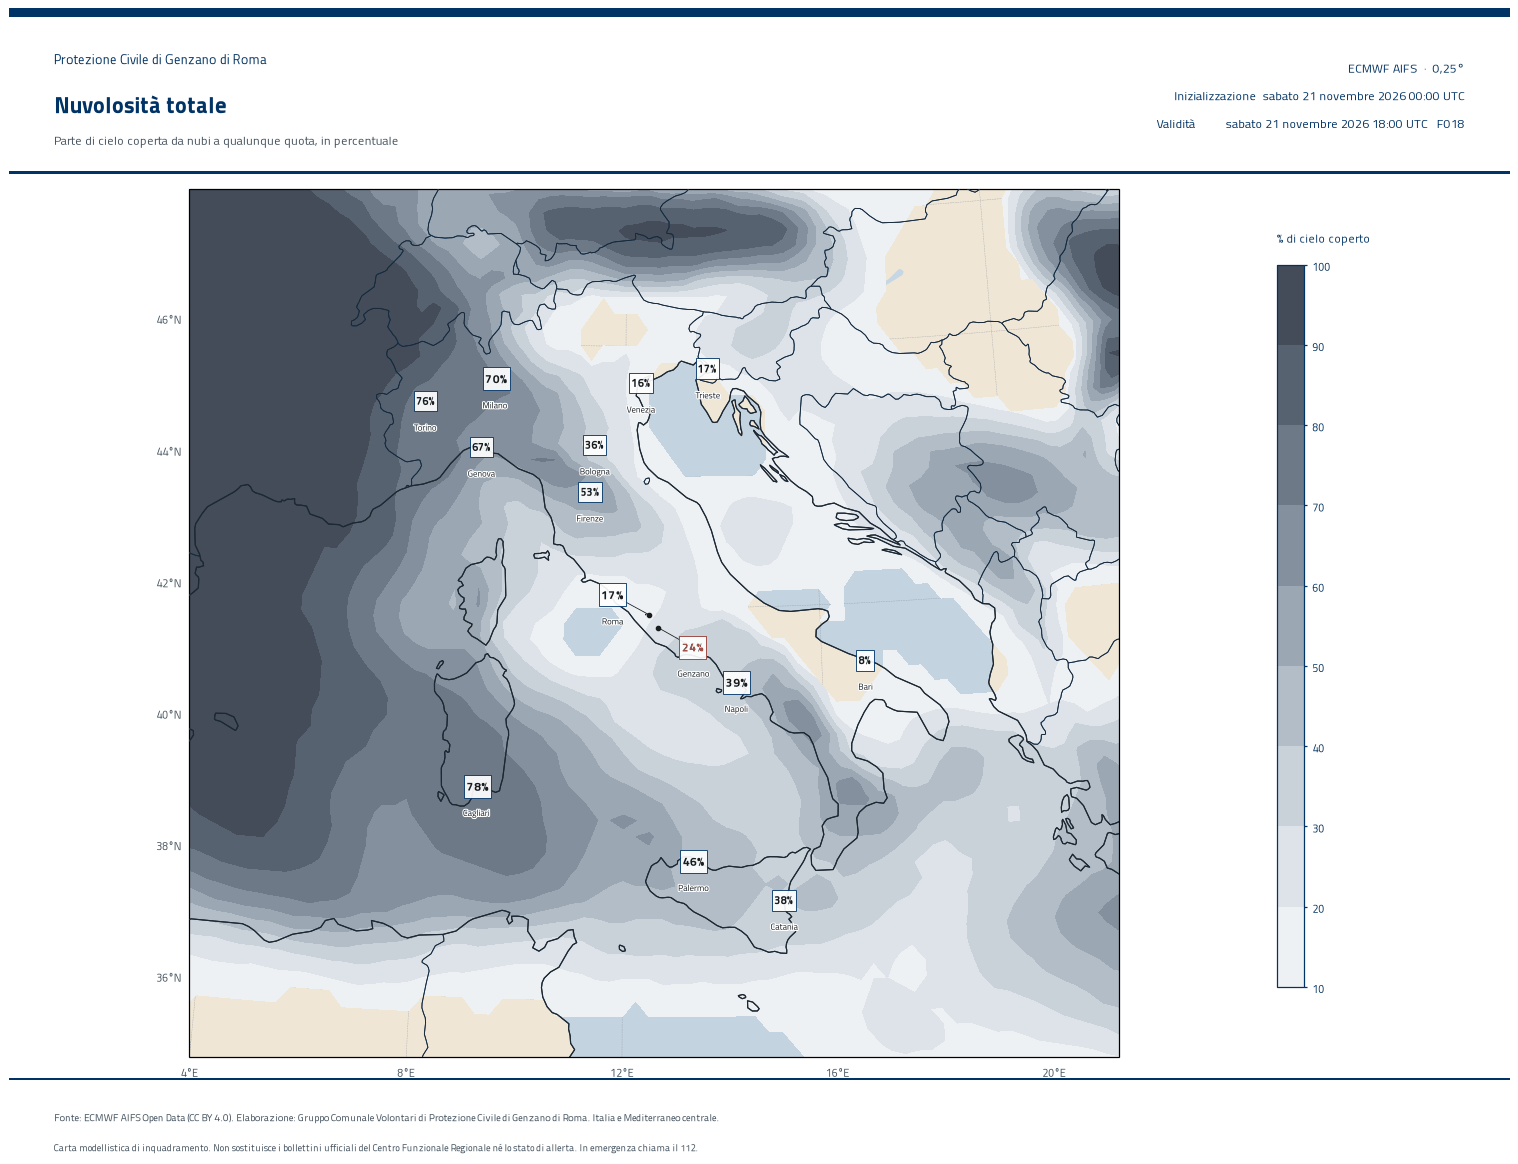 Protezione Civile di Genzano di Roma
Nuvolosità totale
Parte di cielo coperta da nubi a qualunque quota, in percentuale
ECMWF AIFS · 0,25°
Inizializzazione sabato 21 novembre 2026 00:00 UTC
Validità sabato 21 novembre 2026 18:00 UTC F018
% di cielo coperto
100
90
80
70
60
50
40
30
20
10
46°N
44°N
42°N
40°N
38°N
36°N
4°E
8°E
12°E
16°E
20°E
76%
Torino
70%
Milano
16%
Venezia
17%
Trieste
67%
Genova
36%
Bologna
53%
Firenze
17%
Roma
24%
Genzano
39%
Napoli
8%
Bari
78%
Cagliari
46%
Palermo
38%
Catania
Fonte: ECMWF AIFS Open Data (CC BY 4.0). Elaborazione: Gruppo Comunale Volontari di Protezione Civile di Genzano di Roma. Italia e Mediterraneo centrale.
Carta modellistica di inquadramento. Non sostituisce i bollettini ufficiali del Centro Funzionale Regionale né lo stato di allerta. In emergenza chiama il 112.